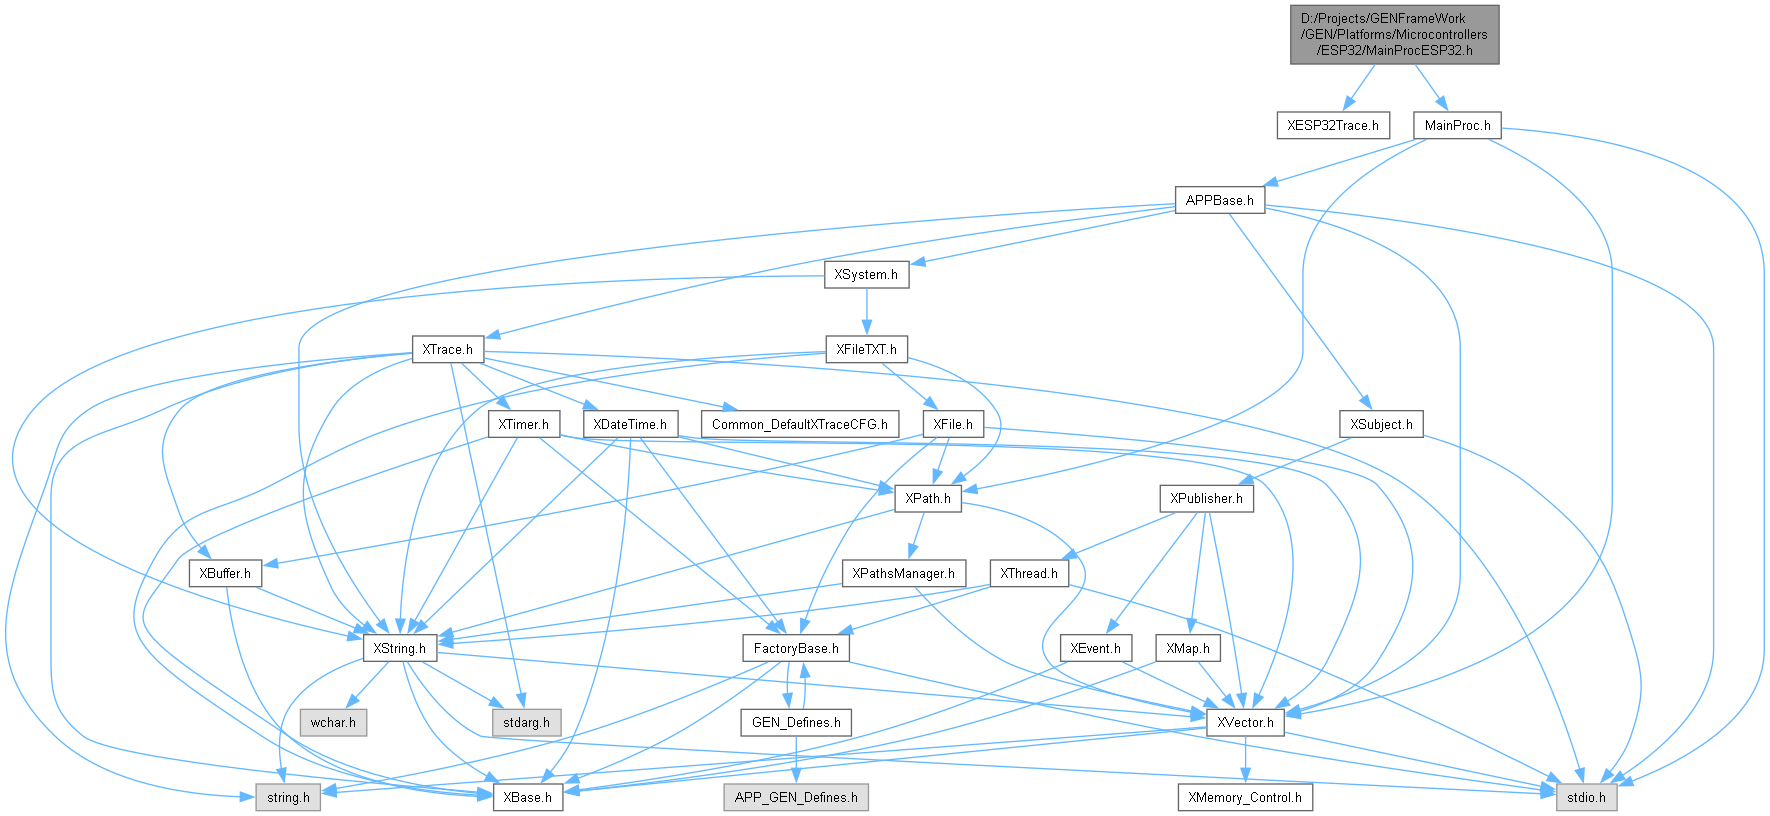 D:/Projects/GENFrameWork
/GEN/Platforms/Microcontrollers
/ESP32/MainProcESP32.h
XESP32Trace.h
MainProc.h
APPBase.h
XSystem.h
XTrace.h
XFileTXT.h
XTimer.h
XDateTime.h
Common_DefaultXTraceCFG.h
XFile.h
XSubject.h
XPath.h
XPublisher.h
XBuffer.h
XPathsManager.h
XThread.h
XString.h
FactoryBase.h
XEvent.h
XMap.h
wchar.h
stdarg.h
GEN_Defines.h
XVector.h
string.h
XBase.h
APP_GEN_Defines.h
XMemory_Control.h
stdio.h